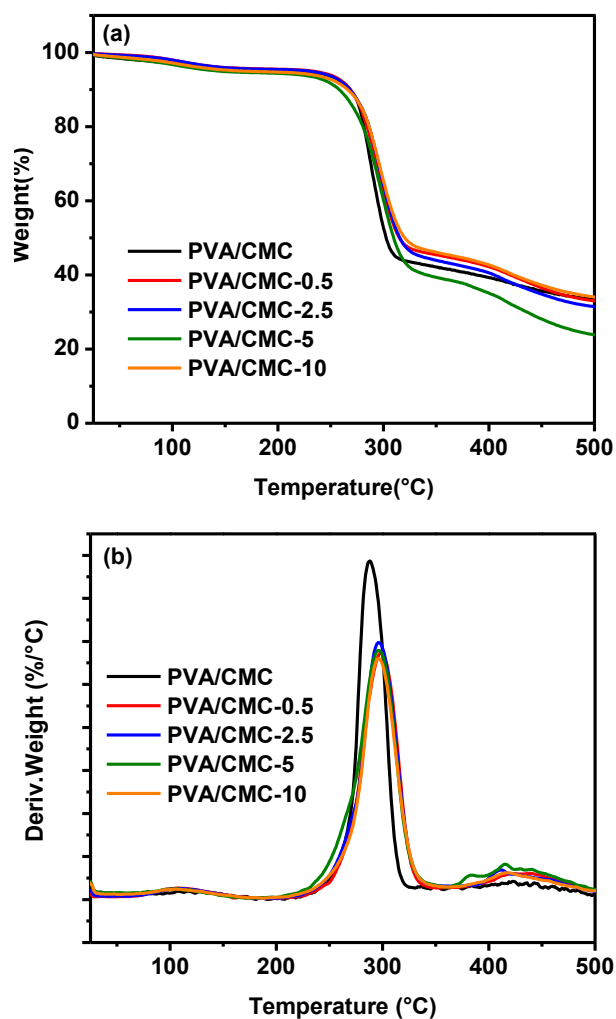 (a)
100
80
60
40
20
0
Weight(%)
PVA/CMC
PVA/CMC-0.5
PVA/CMC-2.5
PVA/CMC-5
PVA/CMC-10
100 200 300 400 500
Temperature(°C)
(b)
Deriv.Weight (%/°C)
PVA/CMC
PVA/CMC-0.5
PVA/CMC-2.5
PVA/CMC-5
PVA/CMC-10
100 200 300 400 500
Temperature (°C)